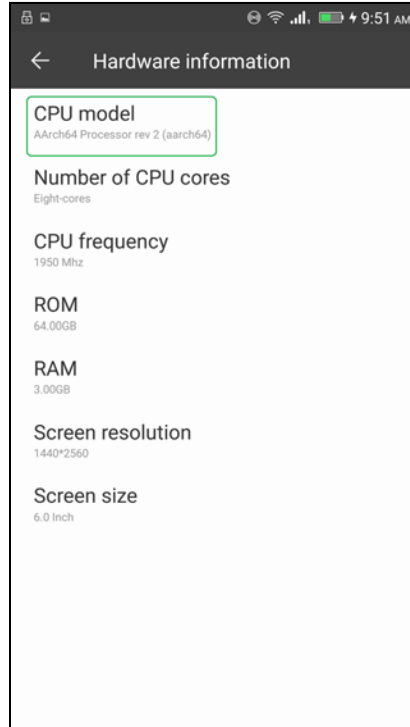 9:51 AM
Hardware information
CPU model
AArch64 Processor rev 2 (aarch64)
Number of CPU cores
Eight-cores
CPU frequency
1950 Mhz
ROM
64.00GB
RAM
3.00GB
Screen resolution
1440*2560
Screen size
6.0 Inch